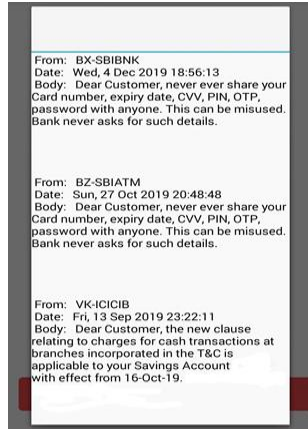 From: BX-SBIBNK
Date: Wed, 4 Dec 2019 18:56:13
Body: Dear Customer, never ever share your
Card number, expiry date, CVV, PIN, OTP,
password with anyone. This can be misused.
Bank never asks for such details.
From: BZ-SBIATM
Date: Sun, 27 Oct 2019 20:48:48
Body: Dear Customer, never ever share your
Card number, expiry date, CVV, PIN, OTP,
password with anyone. This can be misused.
Bank never asks for such details.
From: VK-ICICIB
Date: Fri, 13 Sep 2019 23:22:11
Body: Dear Customer, the new clause
relating to charges for cash transactions at
branches incorporated in the T&C is
applicable to your Savings Account
with effect from 16-Oct-19.